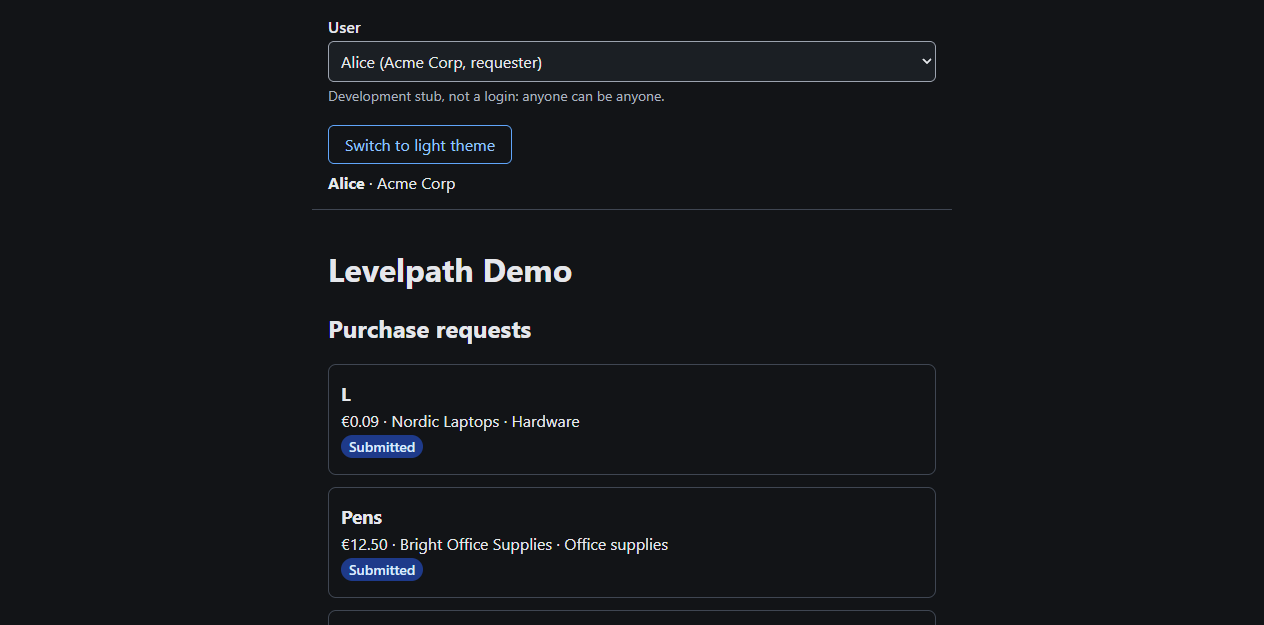 User
Alice (Acme Corp, requester)
Development stub, not a login: anyone can be anyone.
Switch to light theme
Alice · Acme Corp
Levelpath Demo
Purchase requests
L
€0.09 · Nordic Laptops · Hardware
Submitted
Pens
€12.50 · Bright Office Supplies · Office supplies
Submitted